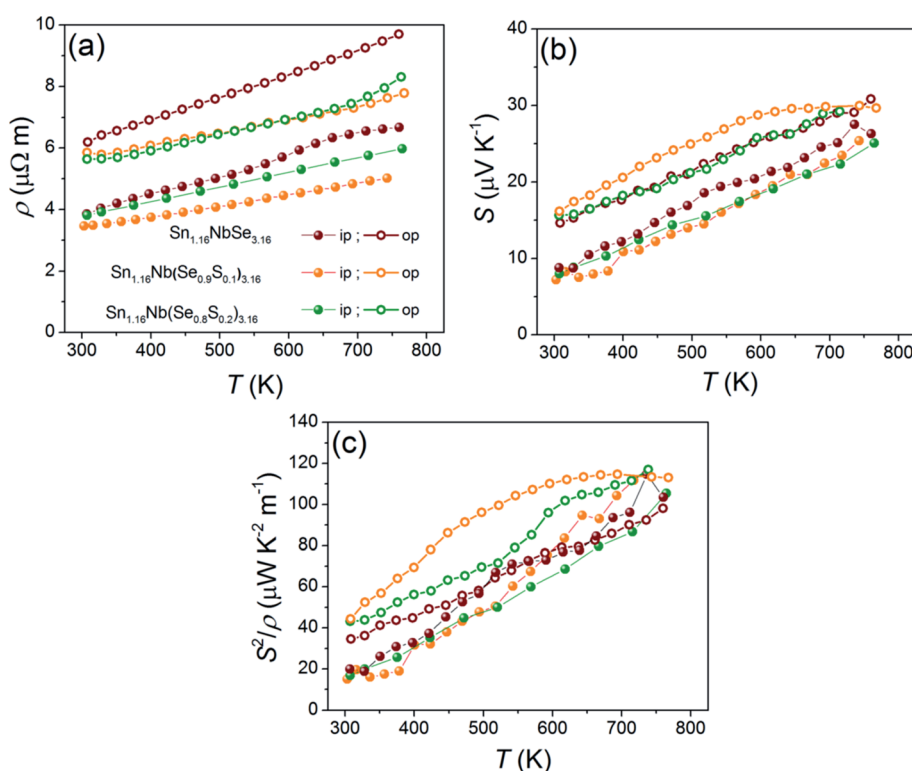 (a)
10
8
6
4
2
0
ρ (μΩ m)
Sn1.16NbSe3.16 ip ; op
Sn1.16Nb(Se0.9S0.1)3.16 ip ; op
Sn1.16Nb(Se0.8S0.2)3.16 ip ; op
300 400 500 600 700 800
T (K)
(b)
40
30
20
10
0
S (μV K-1)
300 400 500 600 700 800
T (K)
(c)
140
120
100
80
60
40
20
0
S2/ρ (μW K-2 m-1)
300 400 500 600 700 800
T (K)